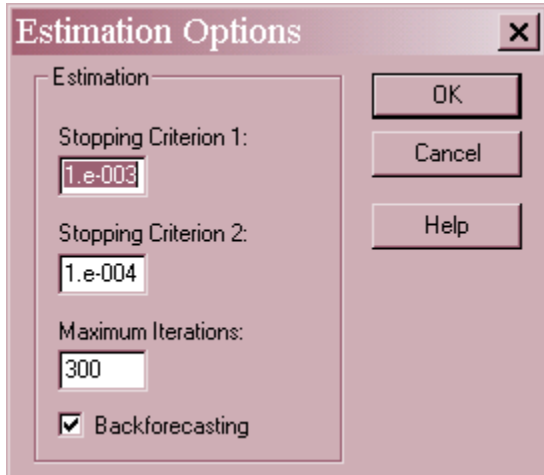 Estimation Options
Estimation
Stopping Criterion 1:
1.e-003
Stopping Criterion 2:
1.e-004
Maximum Iterations:
300
Backforecasting
OK
Cancel
Help